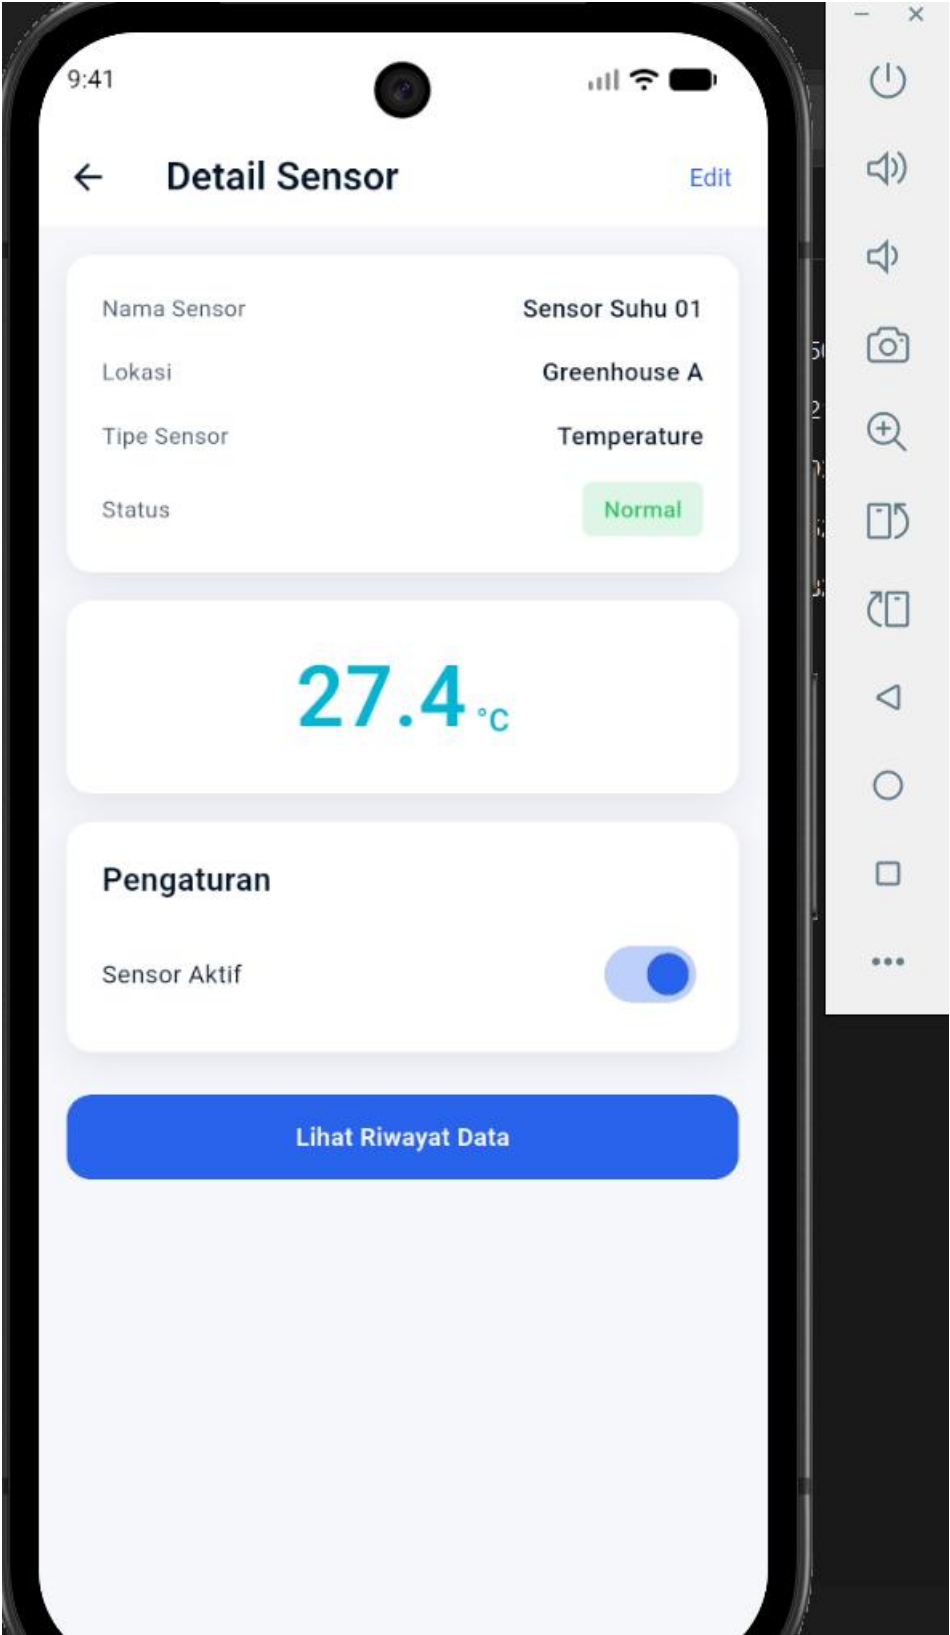 9:41
Detail Sensor
Edit
Nama Sensor
Sensor Suhu 01
Lokasi
Greenhouse A
Tipe Sensor
Temperature
Status
Normal
27.4 °C
Pengaturan
Sensor Aktif
Lihat Riwayat Data